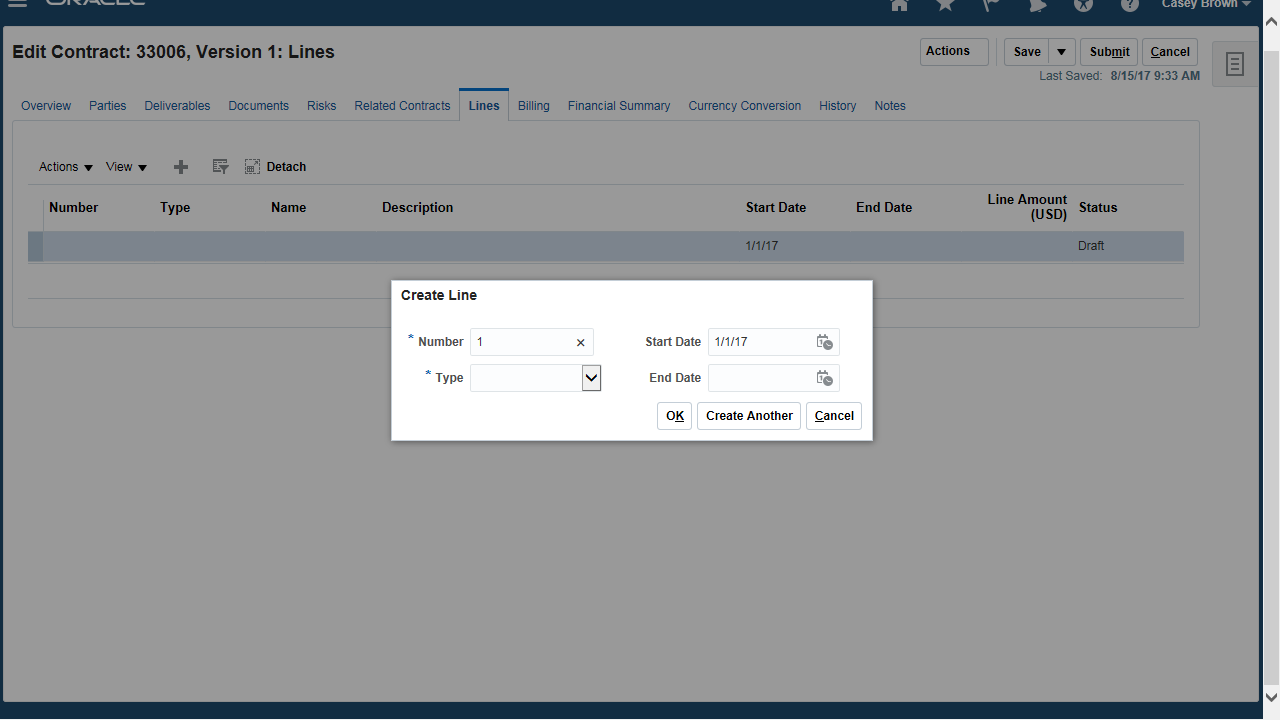 ORACLE
Casey Brown
Edit Contract: 33006, Version 1: Lines
Actions
Save
Submit
Cancel
Last Saved: 8/15/17 9:33 AM
Overview Parties Deliverables Documents Risks Related Contracts Lines Billing Financial Summary Currency Conversion History Notes
Actions View Detach
Number Type Name Description Start Date End Date Line Amount (USD) Status
1/1/17 Draft
Create Line
* Number 1
Start Date 1/1/17
* Type
End Date
OK Create Another Cancel